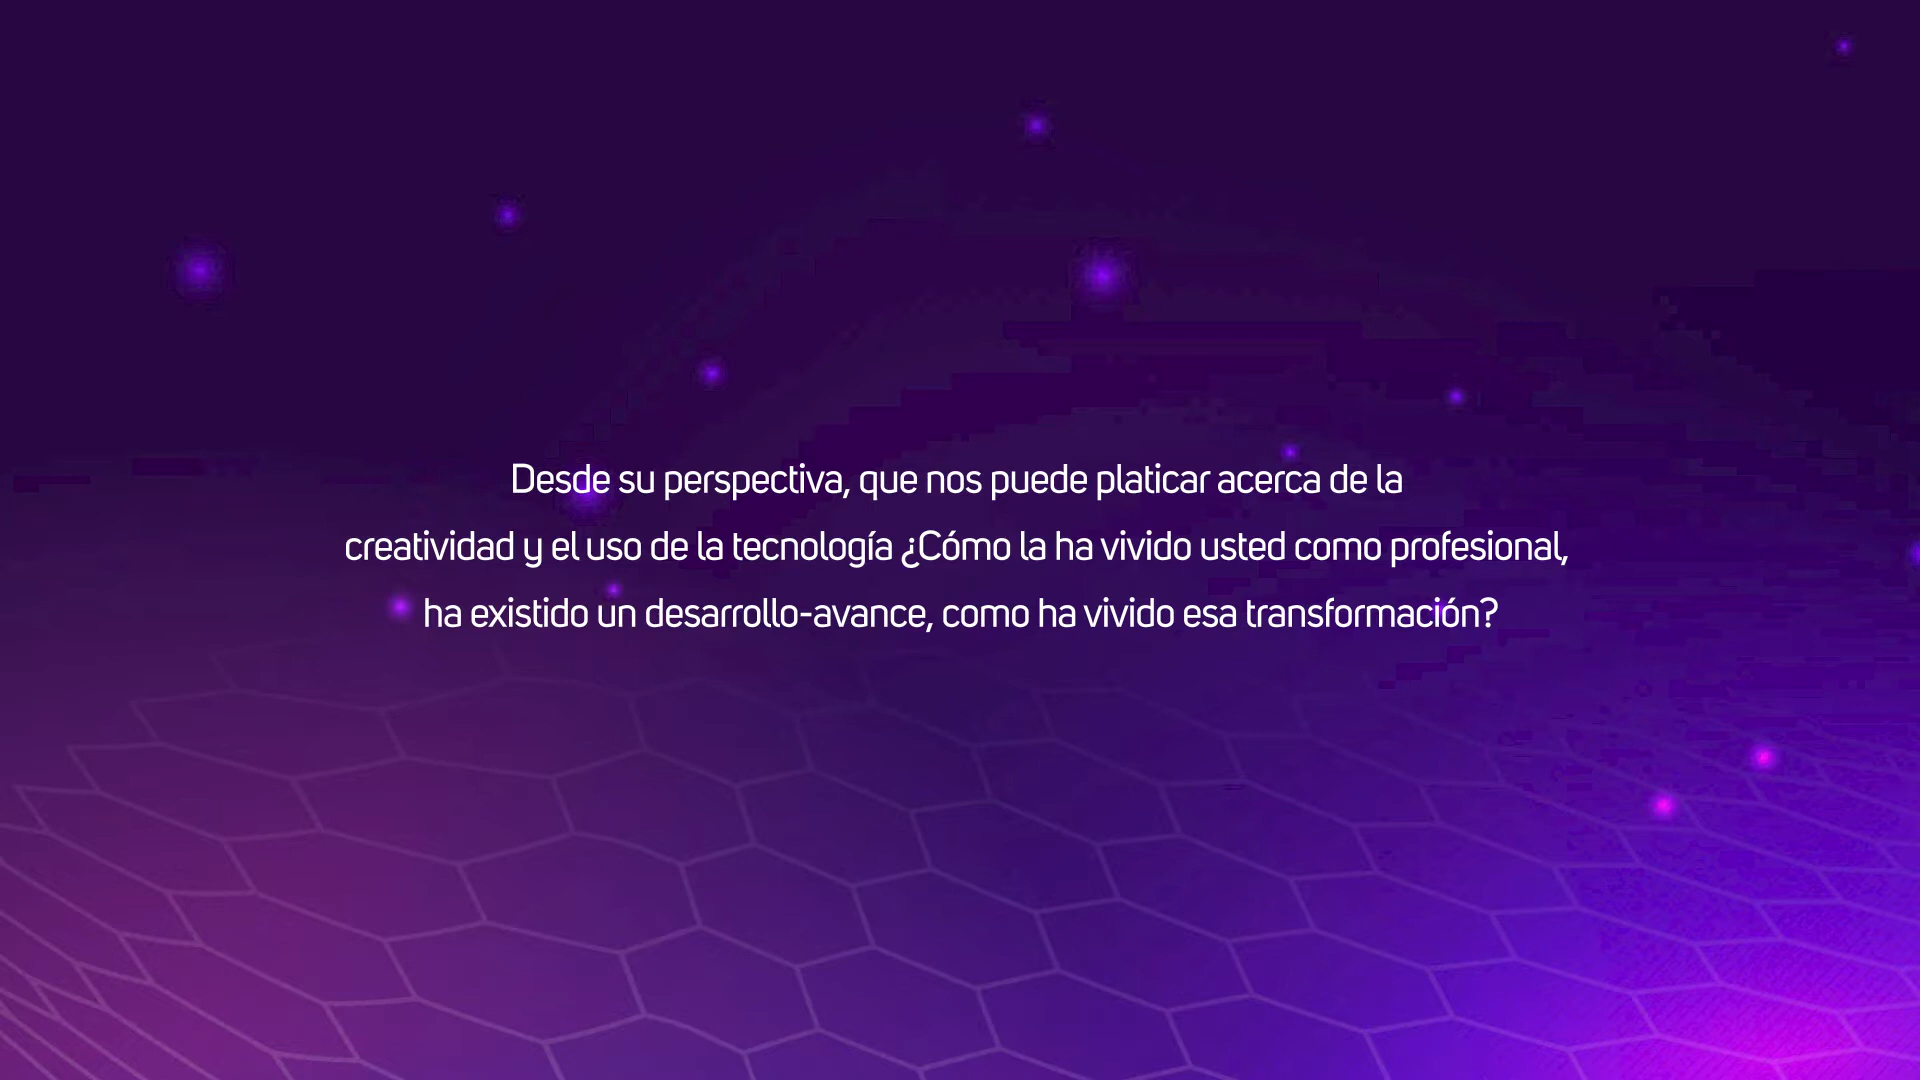 Desde su perspectiva, que nos puede platicar acerca de la
creatividad y el uso de la tecnología ¿Cómo la ha vivido usted como profesional,
ha existido un desarrollo-avance, como ha vivido esa transformación?